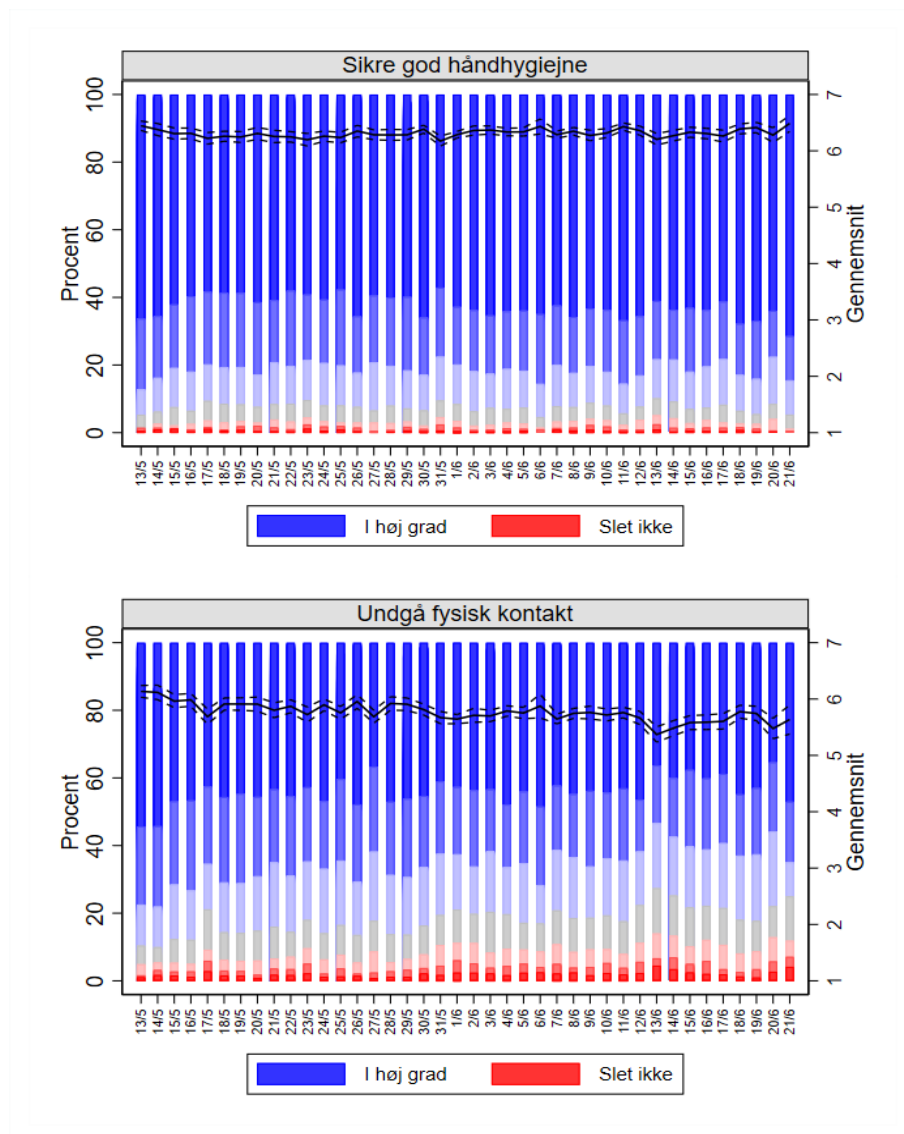 Sikre god håndhygiejne
Procent
100
80
60
40
20
0
7
6
5
4
3
2
1
Gennemsnit
13/5 14/5 15/5 16/5 17/5 18/5 19/5 20/5 21/5 22/5 23/5 24/5 25/5 26/5 27/5 28/5 29/5 30/5 31/5 1/6 2/6 3/6 4/6 5/6 6/6 7/6 8/6 9/6 10/6 11/6 12/6 13/6 14/6 15/6 16/6 17/6 18/6 19/6 20/6 21/6
I høj grad Slet ikke
Undgå fysisk kontakt
Procent
100
80
60
40
20
0
7
6
5
4
3
2
1
Gennemsnit
13/5 14/5 15/5 16/5 17/5 18/5 19/5 20/5 21/5 22/5 23/5 24/5 25/5 26/5 27/5 28/5 29/5 30/5 31/5 1/6 2/6 3/6 4/6 5/6 6/6 7/6 8/6 9/6 10/6 11/6 12/6 13/6 14/6 15/6 16/6 17/6 18/6 19/6 20/6 21/6
I høj grad Slet ikke